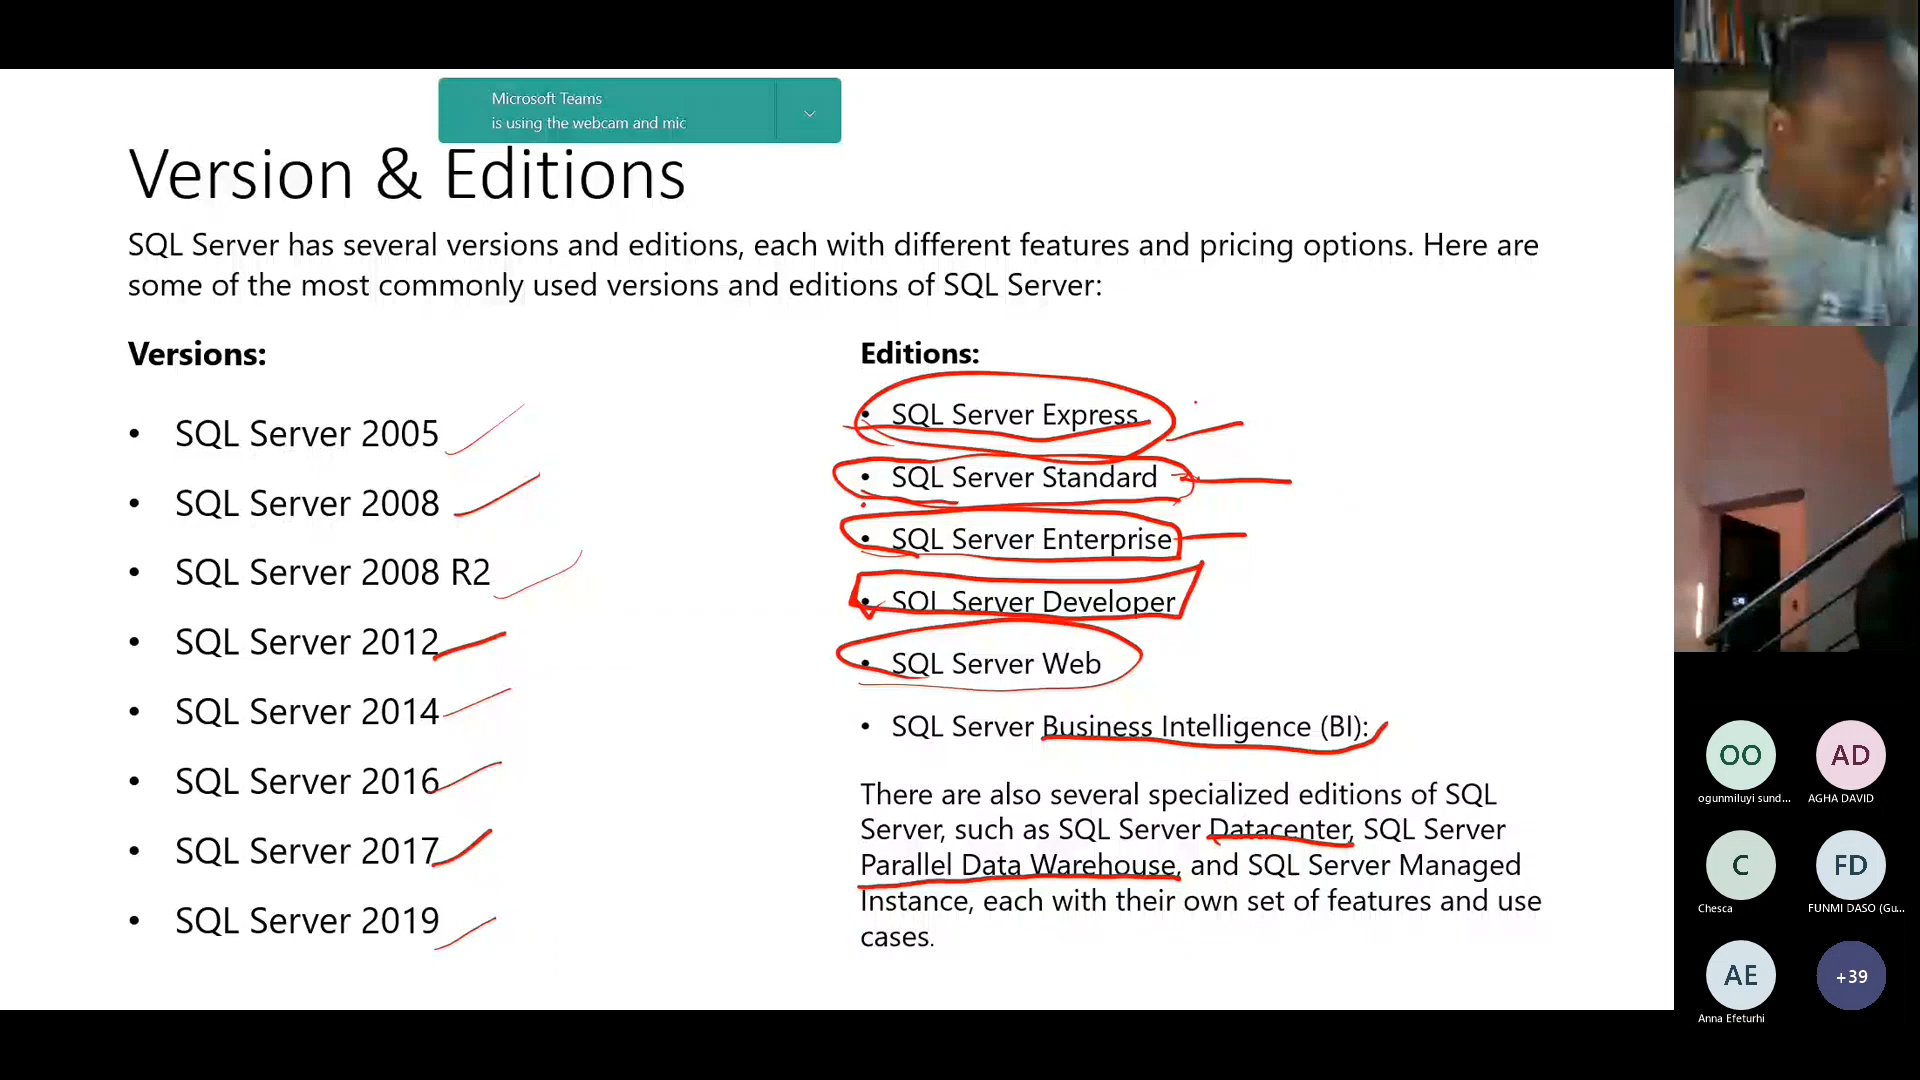 Microsoft Teams
is using the webcam and mic
Version & Editions
SQL Server has several versions and editions, each with different features and pricing options. Here are
some of the most commonly used versions and editions of SQL Server:
Versions:
• SQL Server 2005
• SQL Server 2008
• SQL Server 2008 R2
• SQL Server 2012
• SQL Server 2014
• SQL Server 2016
• SQL Server 2017
• SQL Server 2019
Editions:
• SQL Server Express
• SQL Server Standard
• SQL Server Enterprise
• SQL Server Developer
• SQL Server Web
• SQL Server Business Intelligence (BI):
There are also several specialized editions of SQL
Server, such as SQL Server Datacenter, SQL Server
Parallel Data Warehouse, and SQL Server Managed
Instance, each with their own set of features and use
cases.
OO
ogunmiluyi sund...
AD
AGHA DAVID
C
Chesca
FD
FUNMI DASO (Gu...
AE
Anna Efeturhi
+39